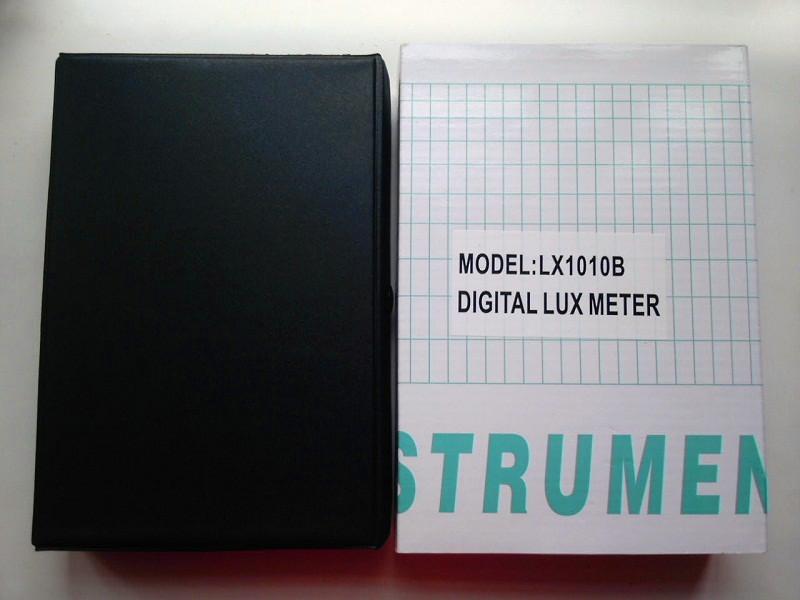 MODEL:LX1010B
DIGITAL LUX METER
STRUMEN